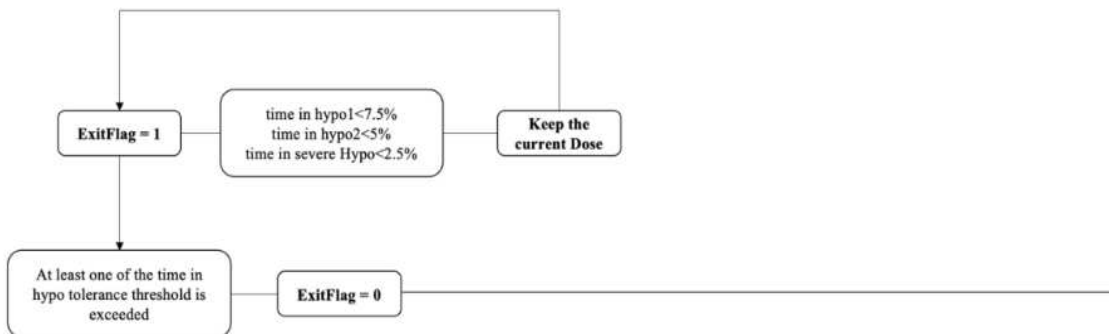 ExitFlag = 1
time in hypo1<7.5%
time in hypo2<5%
time in severe Hypo<2.5%
Keep the
current Dose
At least one of the time in
hypo tolerance threshold is
exceeded
ExitFlag = 0